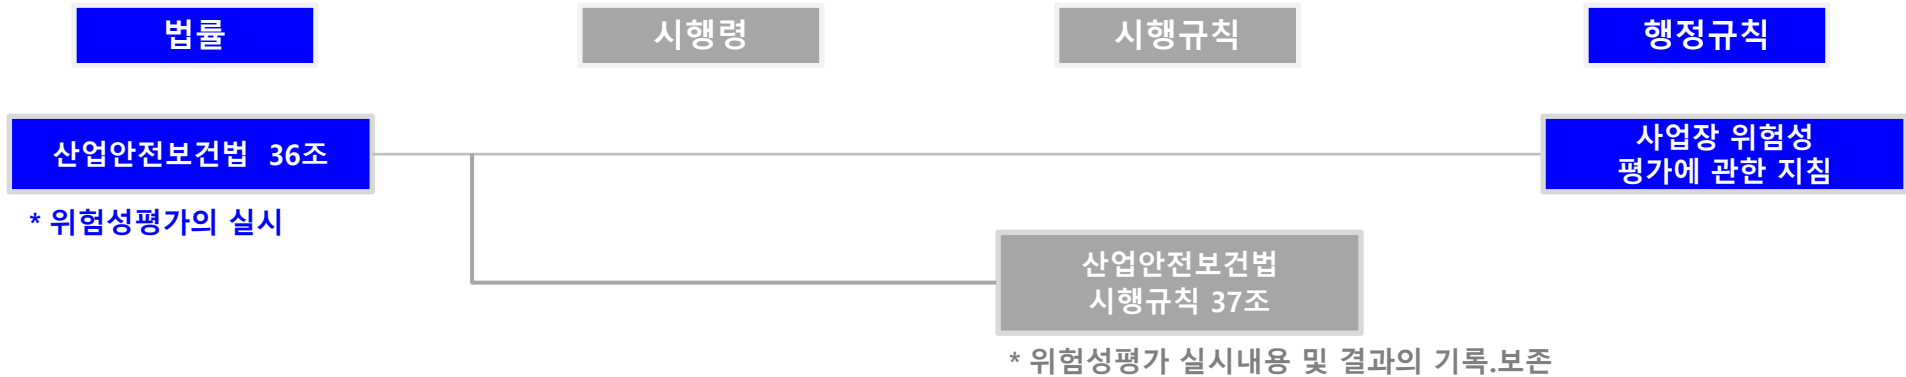 법률
시행령
시행규칙
행정규칙
산업안전보건법 36조
사업장 위험성
평가에 관한 지침
* 위험성평가의 실시
산업안전보건법
시행규칙 37조
* 위험성평가 실시내용 및 결과의 기록.보존